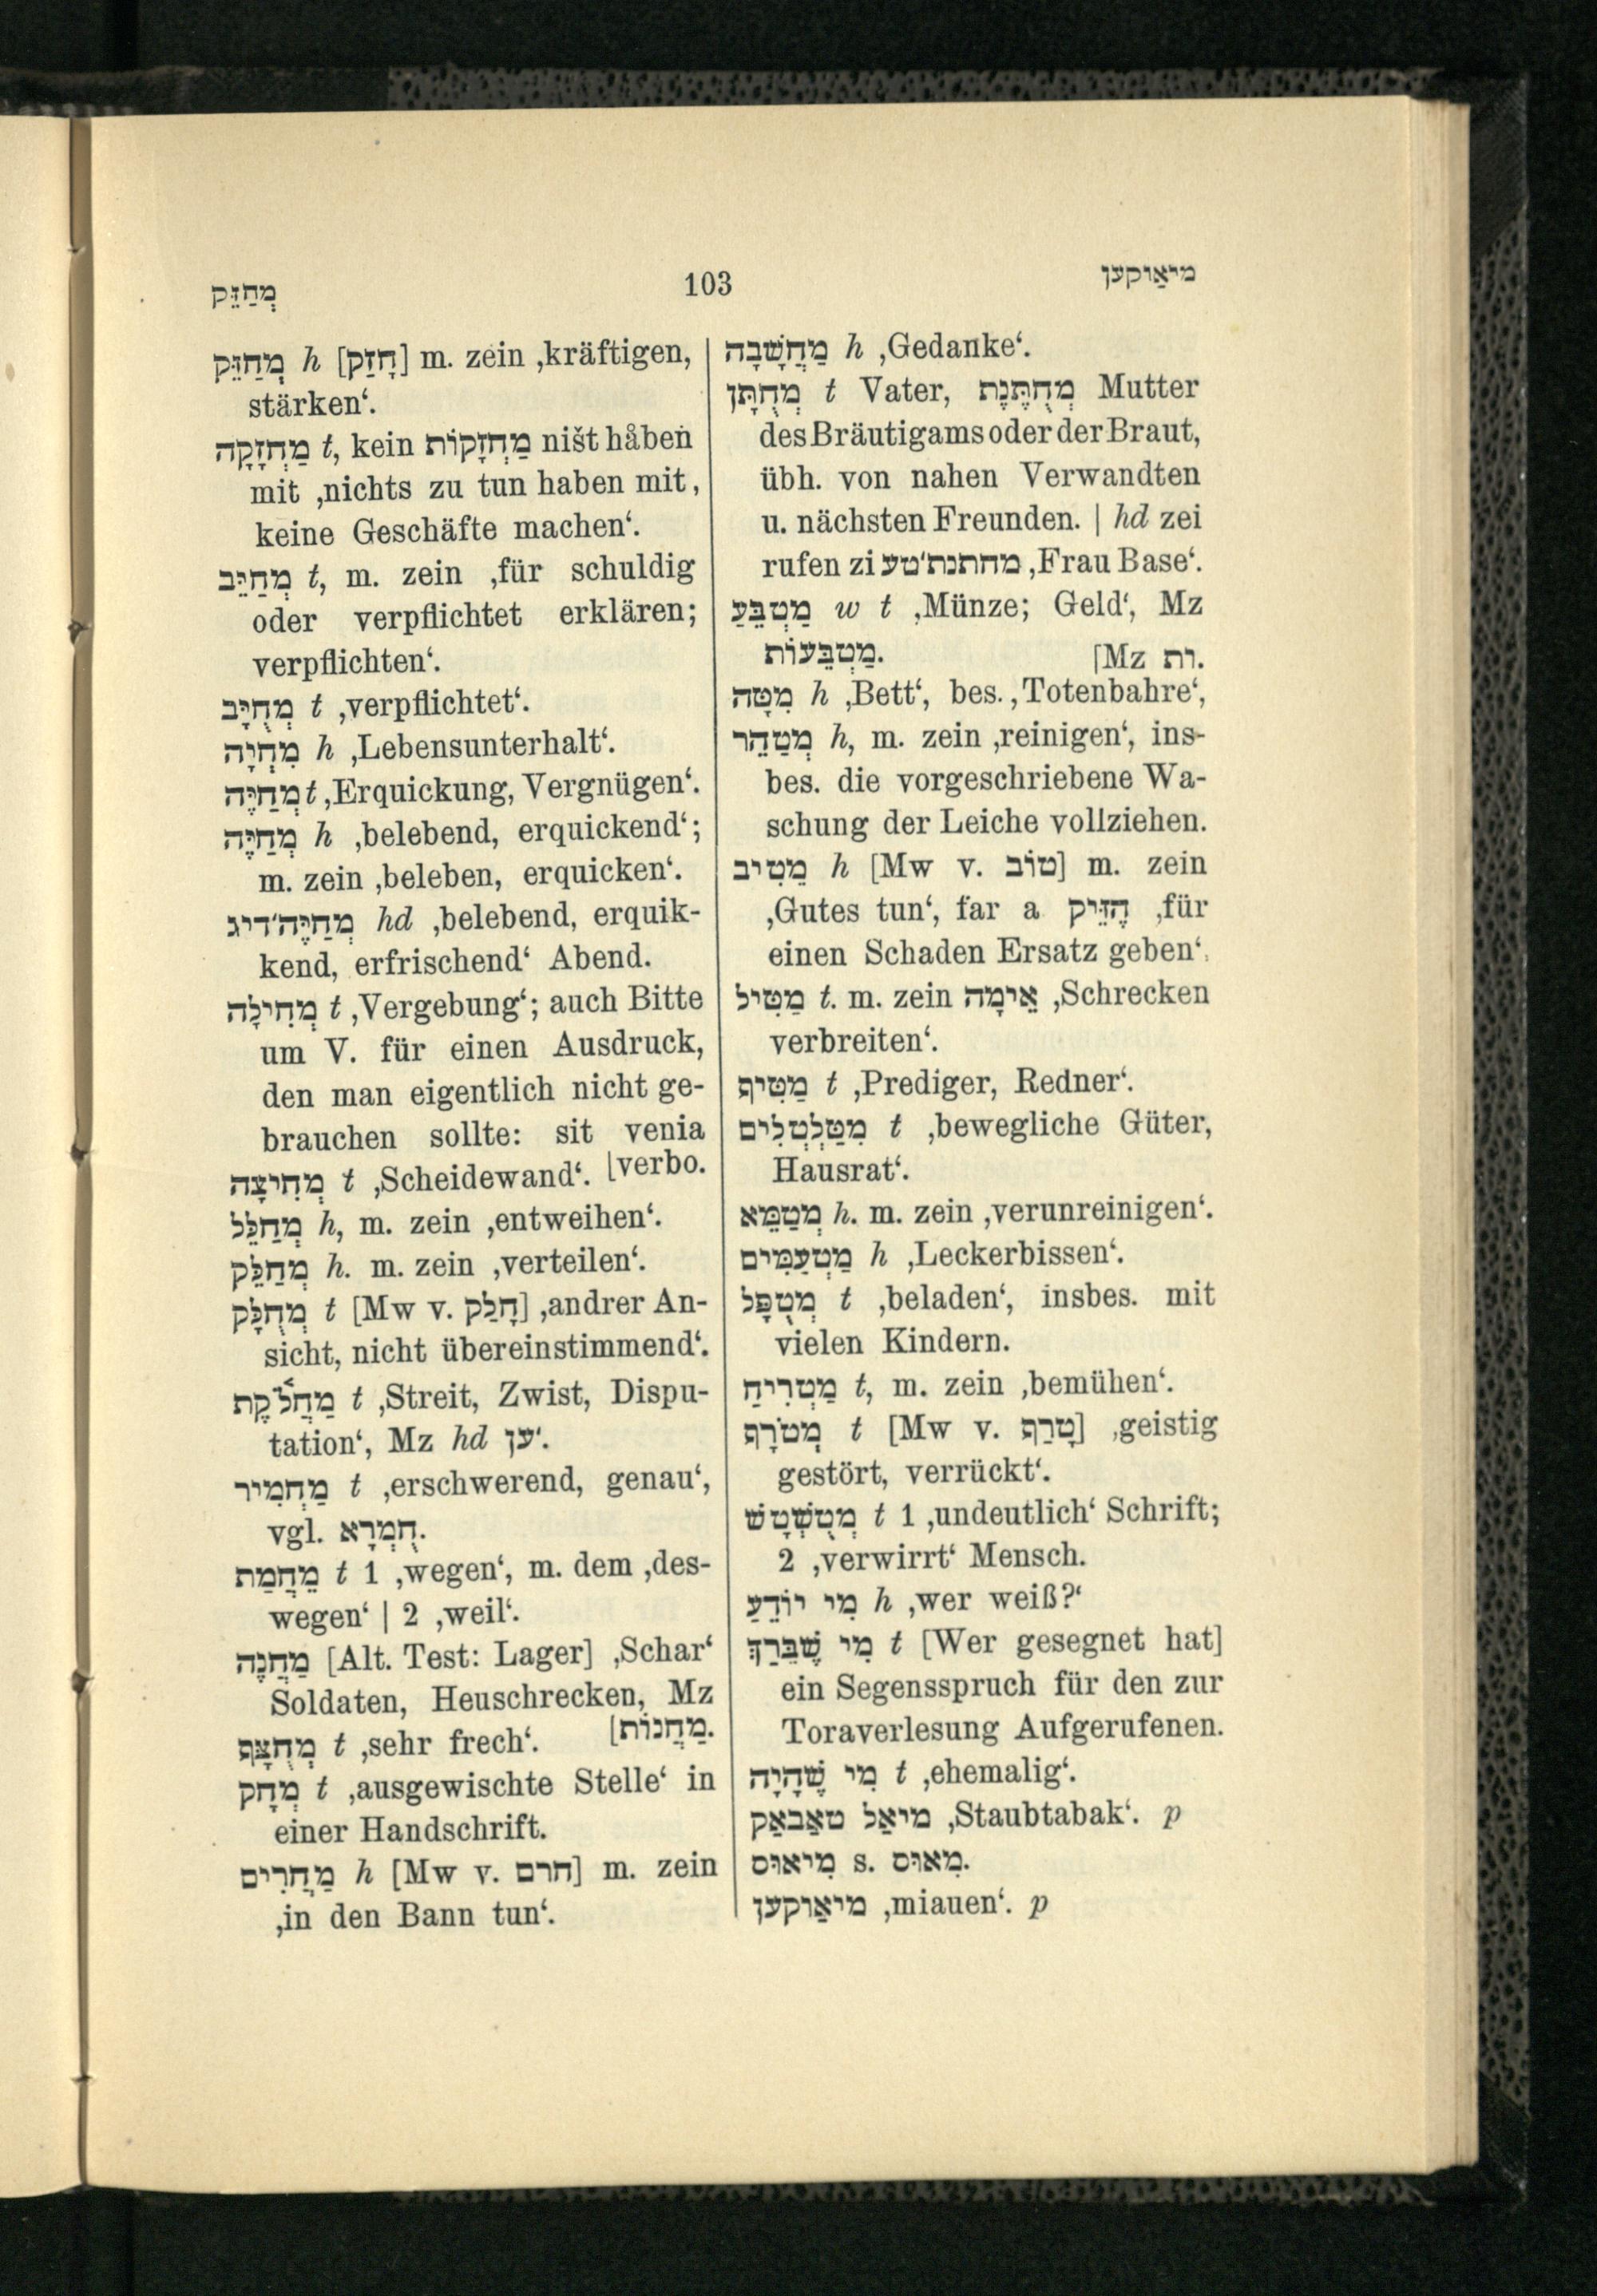 מְחַזֵּק 103 מיאַוקען
מְחַזֵּק h [חָזַק] m. zein ‚kräftigen,
stärken‘.
מַחְזָקָה t, kein מַחְזָקוֹת ništ håben
mit ‚nichts zu tun haben mit,
keine Geschäfte machen‘.
מְחַיֵּב t, m. zein ‚für schuldig
oder verpflichtet erklären;
verpflichten‘.
מְחֻיָּב t ‚verpflichtet‘.
מִחְיָה h ‚Lebensunterhalt‘.
מְחַיֶּה t ‚Erquickung, Vergnügen‘.
מְחַיֶּה h ‚belebend, erquickend‘;
m. zein ‚beleben, erquicken‘.
מְחַיֶּה׳דיג hd ‚belebend, erquik-
kend, erfrischend‘ Abend.
מְחִילָה t ‚Vergebung‘; auch Bitte
um V. für einen Ausdruck,
den man eigentlich nicht ge-
brauchen sollte: sit venia
מְחִיצָה t ‚Scheidewand‘. [verbo.
מְחַלֵּל h, m. zein ‚entweihen‘.
מְחַלֵּק h. m. zein ‚verteilen‘.
מְחֻלָּק t [Mw v. חָלַק] ‚andrer An-
sicht, nicht übereinstimmend‘.
מַחֲלֹקֶת t ‚Streit, Zwist, Dispu-
tation‘, Mz hd ׳ען.
מַחְמִיר t ‚erschwerend, genau‘,
vgl. חֻמְרָא.
מֵחֲמַת t 1 ‚wegen‘, m. dem ‚des-
wegen‘ | 2 ‚weil‘.
מַחֲנֶה [Alt. Test: Lager] ‚Schar‘
Soldaten, Heuschrecken, Mz
מְחֻצָּף t ‚sehr frech‘. [מַחֲנוֹת.
מְחָק t ‚ausgewischte Stelle‘ in
einer Handschrift.
מַחֲרִים h [Mw v. חרם] m. zein
‚in den Bann tun‘.
מַחֲשָׁבָה h ‚Gedanke‘.
מְחֻתָּן t Vater, מְחֻתֶּנֶת Mutter
des Bräutigams oder der Braut,
übh. von nahen Verwandten
u. nächsten Freunden. | hd zei
rufen zi מחתנת׳טע ‚Frau Base‘.
מַטְבֵּעַ w t ‚Münze; Geld‘, Mz
מַטְבֵּעוֹת. [Mz ות.
מִטָּה h ‚Bett‘, bes. ‚Totenbahre‘,
מְטַהֵר h, m. zein ‚reinigen‘, ins-
bes. die vorgeschriebene Wa-
schung der Leiche vollziehen.
מֵטִיב h [Mw v. טוֹב] m. zein
‚Gutes tun‘, far a הֶזֵּיק ‚für
einen Schaden Ersatz geben‘.
מַטִּיל t. m. zein אֵימָה ‚Schrecken
verbreiten‘.
מַטִּיף t ‚Prediger, Redner‘.
מִטַּלְטְלִים t ‚bewegliche Güter,
Hausrat‘.
מְטַמֵּא h. m. zein ‚verunreinigen‘.
מַטְעַמִּים h ‚Leckerbissen‘.
מְטֻפָּל t ‚beladen‘, insbes. mit
vielen Kindern.
מַטְרִיחַ t, m. zein ‚bemühen‘.
מְטֹרָף t [Mw v. טָרַף] ‚geistig
gestört, verrückt‘.
מְטֻשְׁטָשׁ t 1 ‚undeutlich‘ Schrift;
2 ‚verwirrt‘ Mensch.
מִי יוֹדֵעַ h ‚wer weiß?‘
מִי שֶׁבֵּרַךְ t [Wer gesegnet hat]
ein Segensspruch für den zur
Toraverlesung Aufgerufenen.
מִי שֶׁהָיָה t ‚ehemalig‘.
מיאַל טאַבאַק ‚Staubtabak‘. p
מִיאוּס s. מִאוּס.
מיאַוקען ‚miauen‘. p